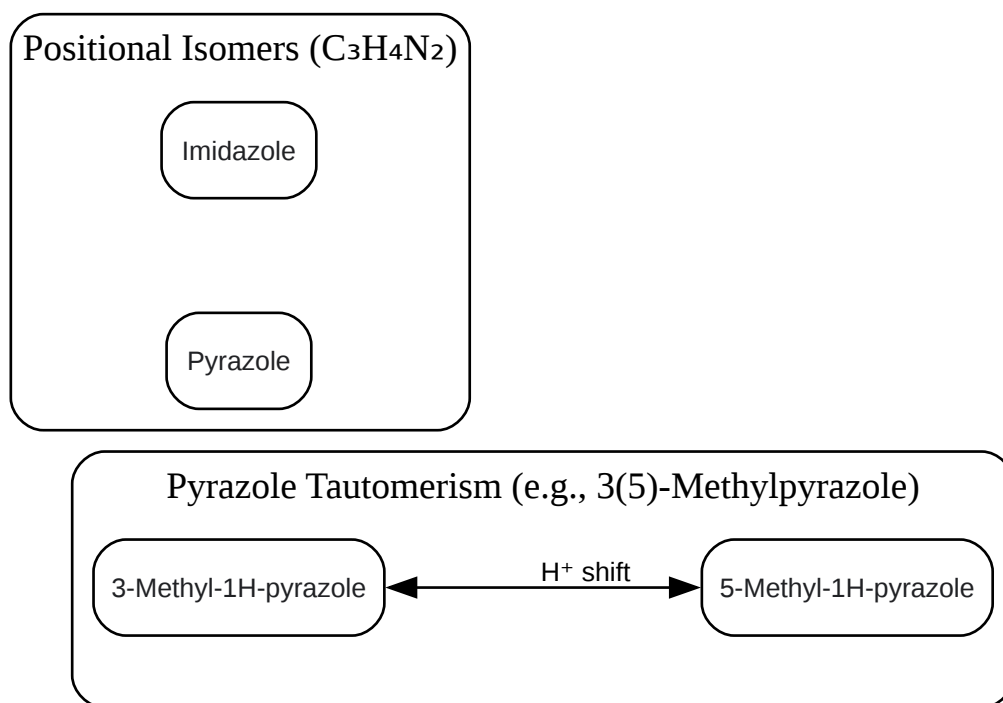 Positional Isomers (C₃H₄N₂)
Imidazole
Pyrazole
Pyrazole Tautomerism (e.g., 3(5)-Methylpyrazole)
3-Methyl-1H-pyrazole
H⁺ shift
5-Methyl-1H-pyrazole